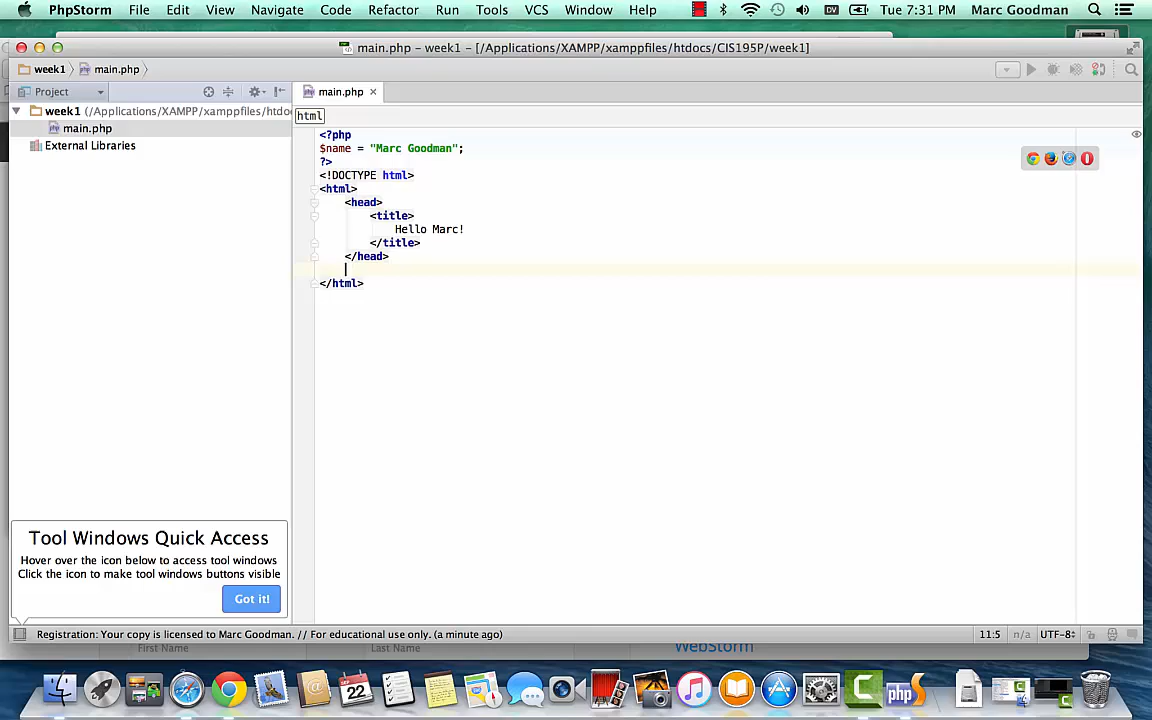 PhpStorm File Edit View Navigate Code Refactor Run Tools VCS Window Help DV Tue 7:31 PM Marc Goodman
main.php – week1 – [/Applications/XAMPP/xamppfiles/htdocs/CIS195P/week1]
week1 main.php
Project
main.php
week1 (/Applications/XAMPP/xamppfiles/htdoc
main.php
External Libraries
html
<?php
$name = "Marc Goodman";
?>
<!DOCTYPE html>
<html>
<head>
<title>
Hello Marc!
</title>
</head>
</html>
Tool Windows Quick Access
Hover over the icon below to access tool windows
Click the icon to make tool windows buttons visible
Got it!
Registration: Your copy is licensed to Marc Goodman. // For educational use only. (a minute ago)
11:5 n/a UTF-8
First Name Last Name WebStorm
SEP
22
php